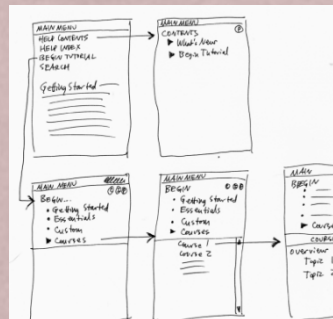 MAIN MENU
HELP CONTENTS
HELP INDEX
BEGIN TUTORIAL
SEARCH
Getting Started
MAIN MENU
?
CONTENTS
What's New
Begin Tutorial
MAIN MENU
BEGIN...
Getting Started
Essentials
Custom
Courses
MAIN MENU
BEGIN
Getting Started
Essentials
Custom
Courses
Course 1
Course 2
MAIN
BEGIN
Course
COURSE
Overview
Topic 1
Topic 2